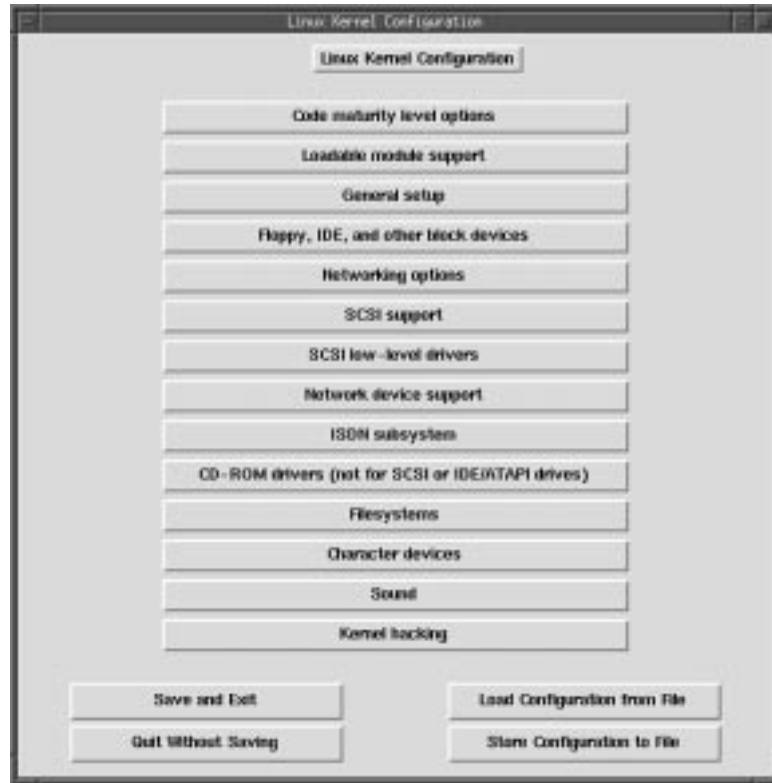 Linux Kernel Configuration
Linux Kernel Configuration
Code maturity level options
Loadable module support
General setup
Floppy, IDE, and other block devices
Networking options
SCSI support
SCSI low-level drivers
Network device support
ISDN subsystem
CD-ROM drivers (not for SCSI or IDE/ATAPI drives)
Filesystems
Character devices
Sound
Kernel hacking
Save and Exit
Load Configuration from File
Quit Without Saving
Store Configuration to File